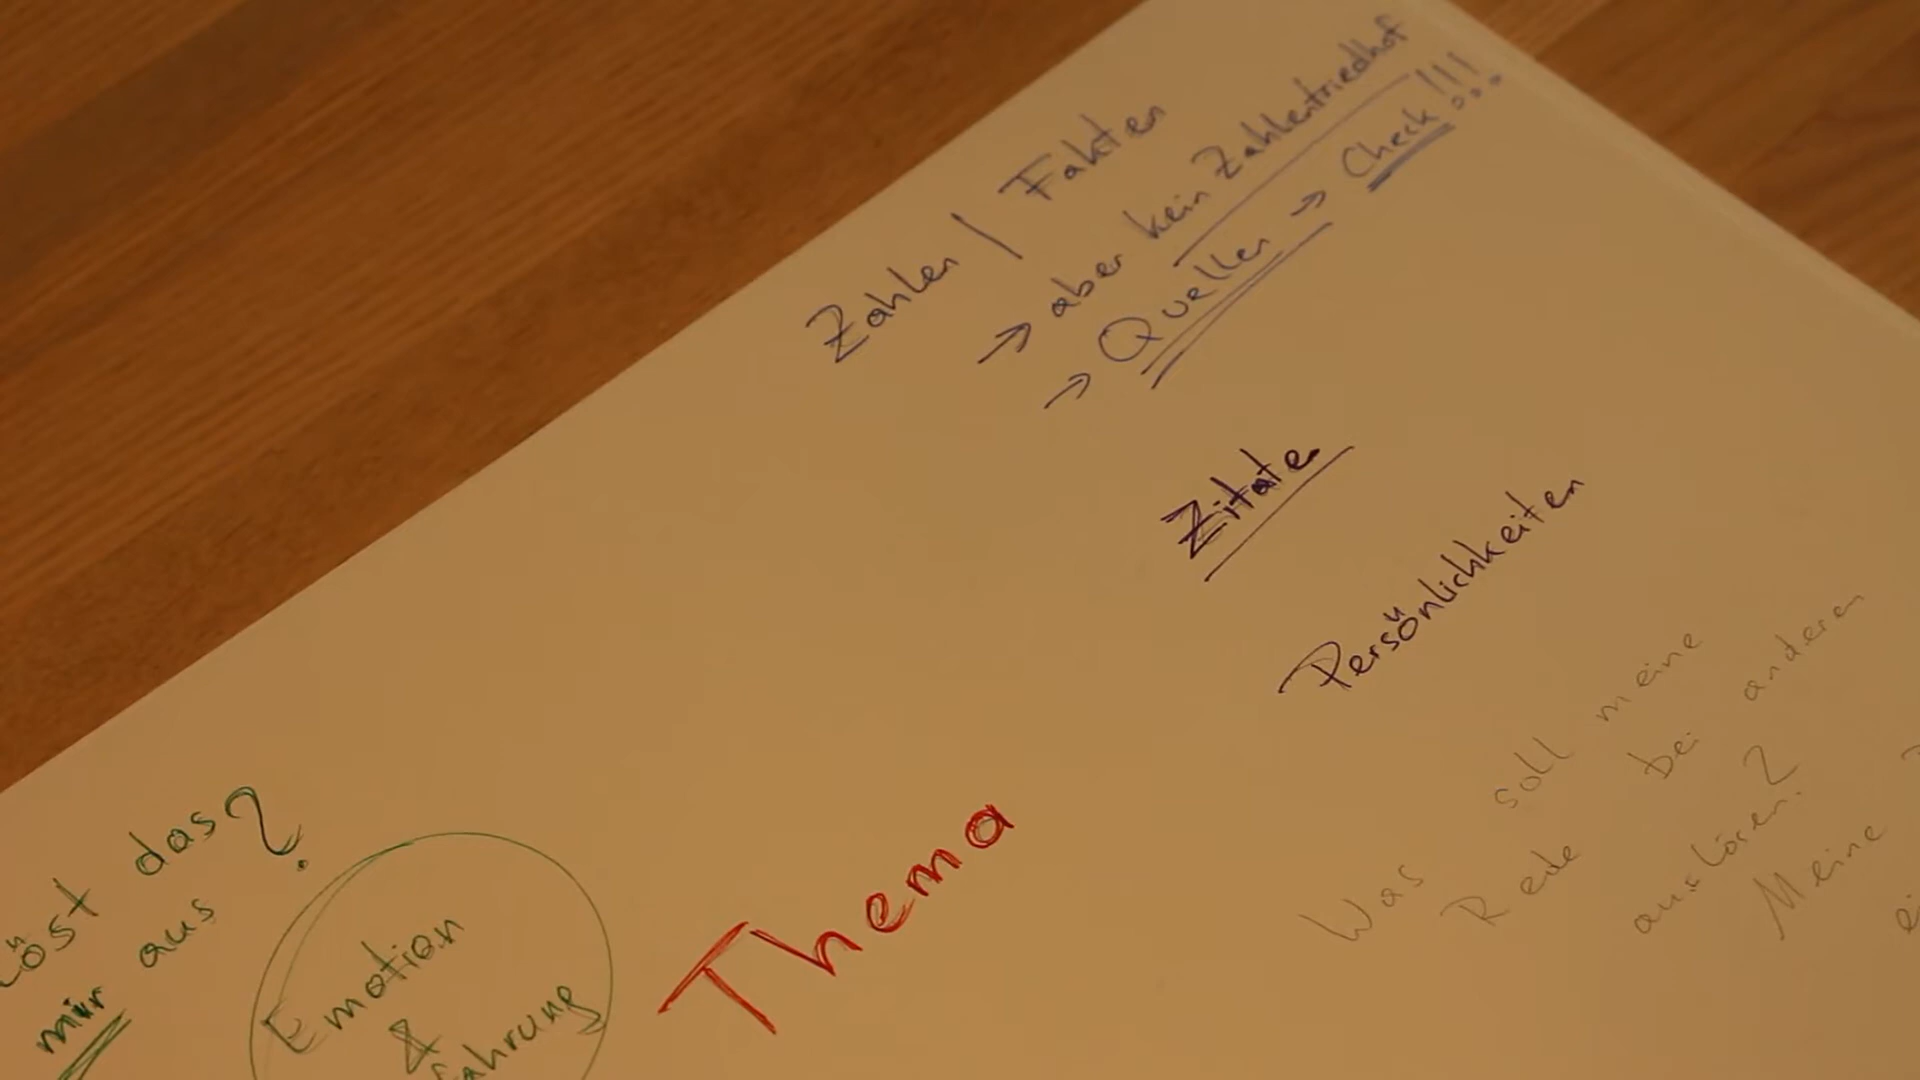 Zahlen | Fakten
→ aber kein Zahlenfriedhof
→ Quellen → Check!!!
Zitate
Persönlichkeiten
Was soll meine
Rede bei anderen
auslösen?
Meine
Thema
löst das?
mir aus
Emotion
&